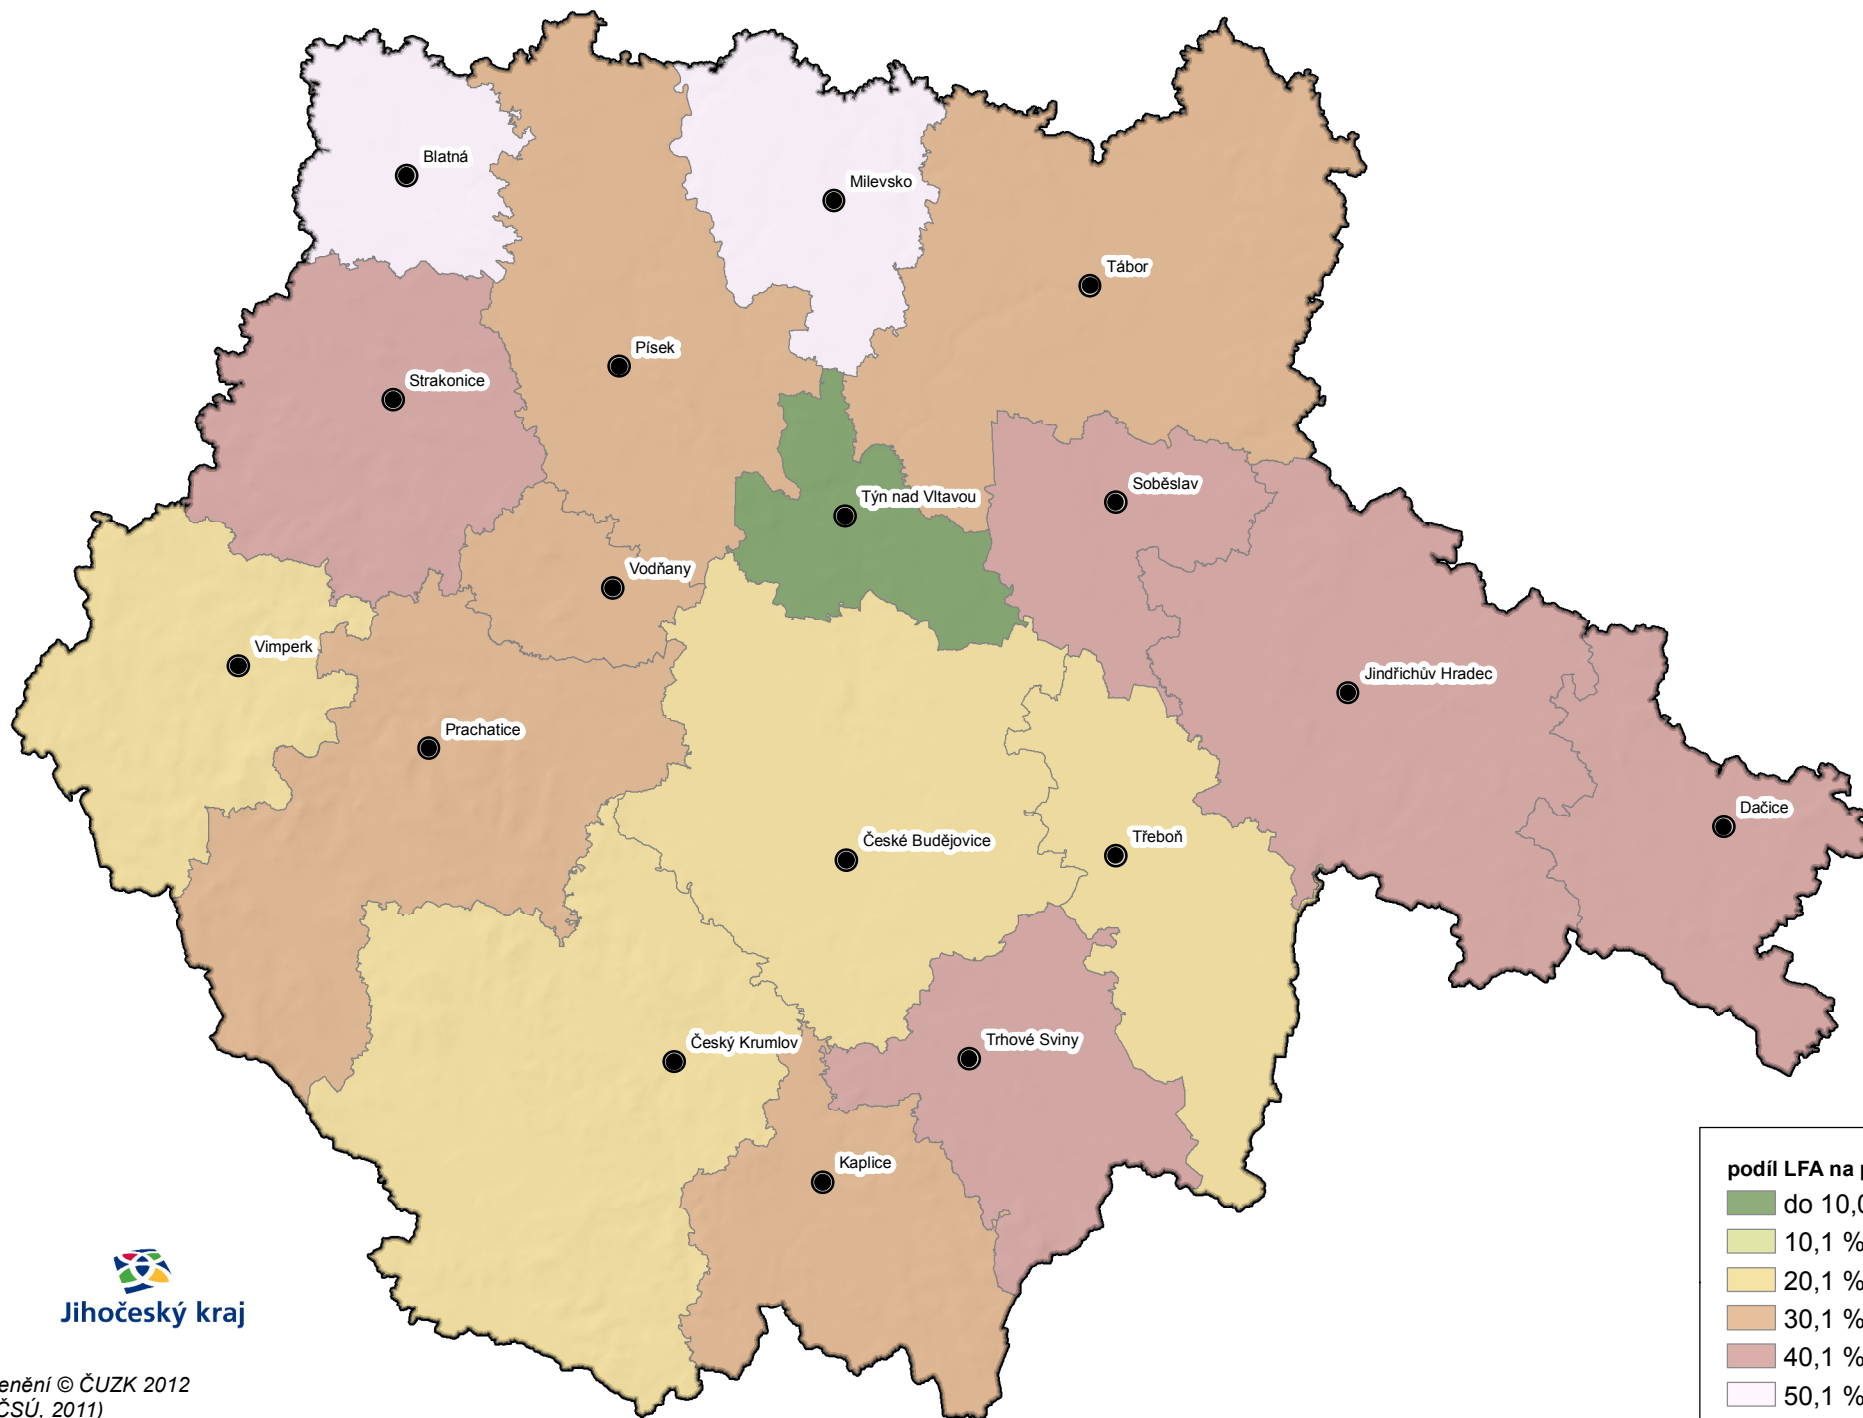 Blatná
Milevsko
Tábor
Písek
Strakonice
Týn nad Vltavou
Soběslav
Vodňany
Vimperk
Jindřichův Hradec
Prachatice
Dačice
České Budějovice
Třeboň
Český Krumlov
Trhové Sviny
Kaplice
podíl LFA na
do 10,0
10,1 %
20,1 %
30,1 %
40,1 %
50,1 %
Jihočeský kraj
© ČUZK 2012
ČSÚ, 2011)